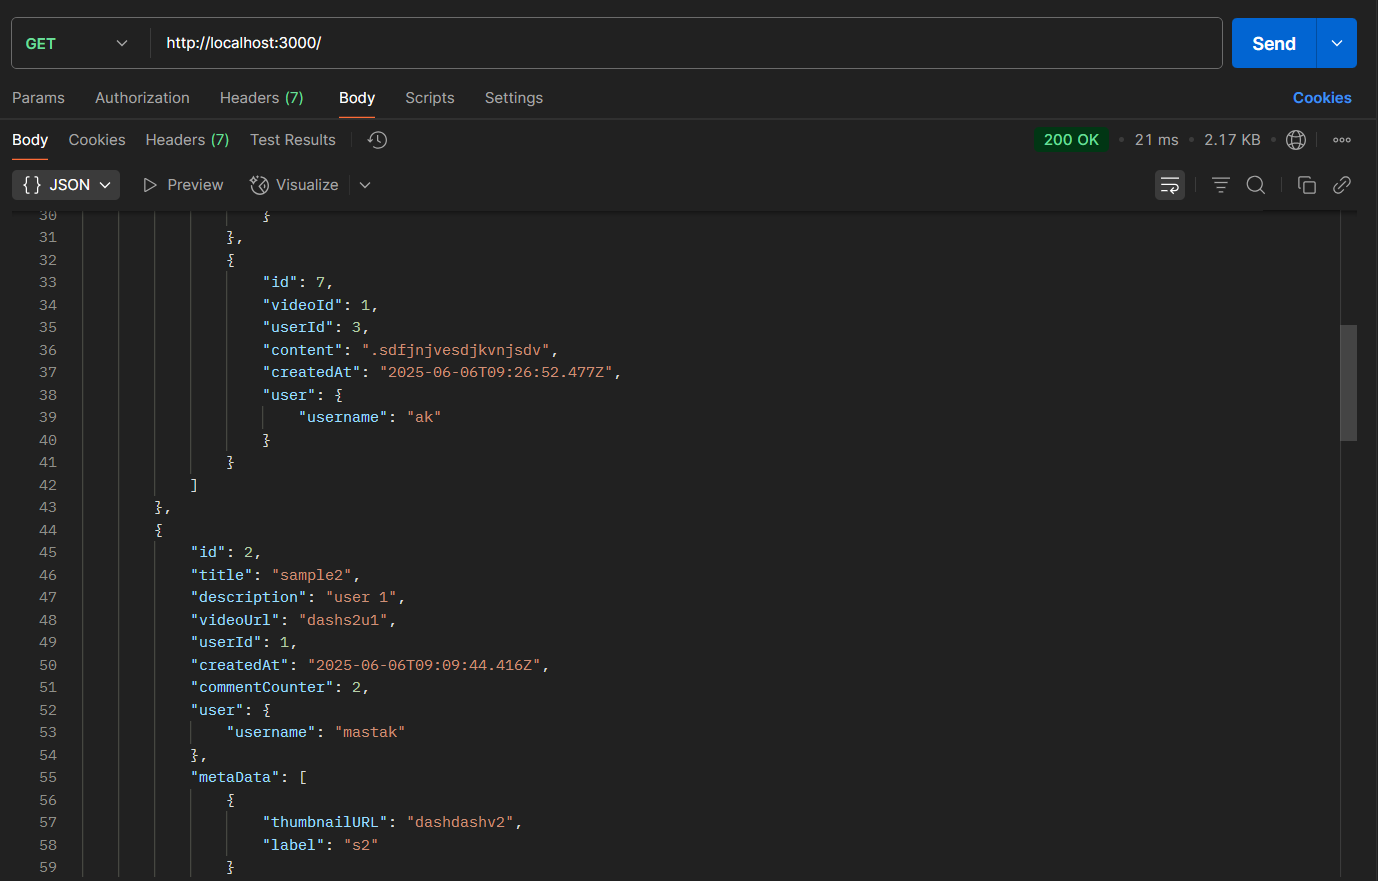 GET http://localhost:3000/ Send
Params Authorization Headers (7) Body Scripts Settings Cookies
Body Cookies Headers (7) Test Results 200 OK • 21 ms • 2.17 KB •
{} JSON Preview Visualize
30 }
31 },
32 {
33 "id": 7,
34 "videoId": 1,
35 "userId": 3,
36 "content": ".sdfjnjvesdjkvnjsdv",
37 "createdAt": "2025-06-06T09:26:52.477Z",
38 "user": {
39 "username": "ak"
40 }
41 }
42 ]
43 },
44 {
45 "id": 2,
46 "title": "sample2",
47 "description": "user 1",
48 "videoUrl": "dashs2u1",
49 "userId": 1,
50 "createdAt": "2025-06-06T09:09:44.416Z",
51 "commentCounter": 2,
52 "user": {
53 "username": "mastak"
54 },
55 "metaData": [
56 {
57 "thumbnailURL": "dashdashv2",
58 "label": "s2"
59 }